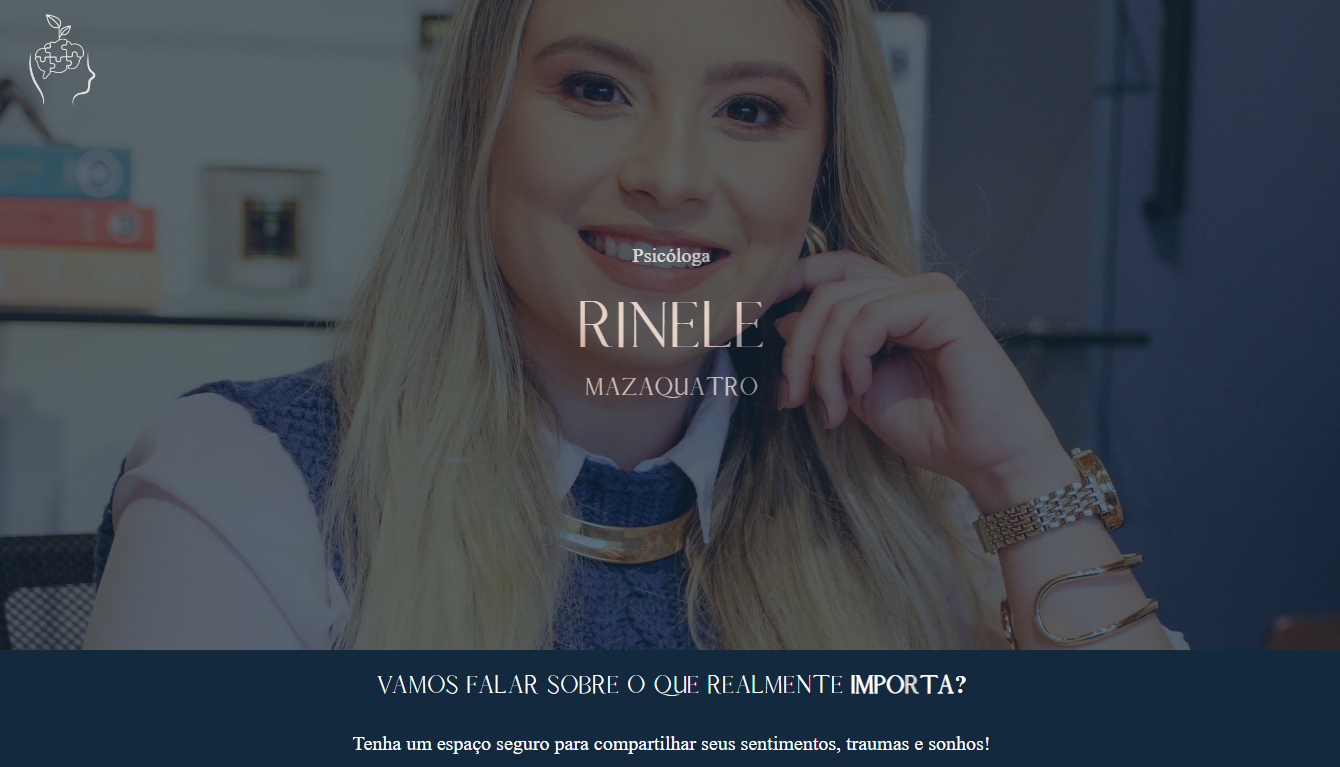 Psicóloga
RINELE
MAZAQUATRO
VAMOS FALAR SOBRE O QUE REALMENTE IMPORTA?
Tenha um espaço seguro para compartilhar seus sentimentos, traumas e sonhos!